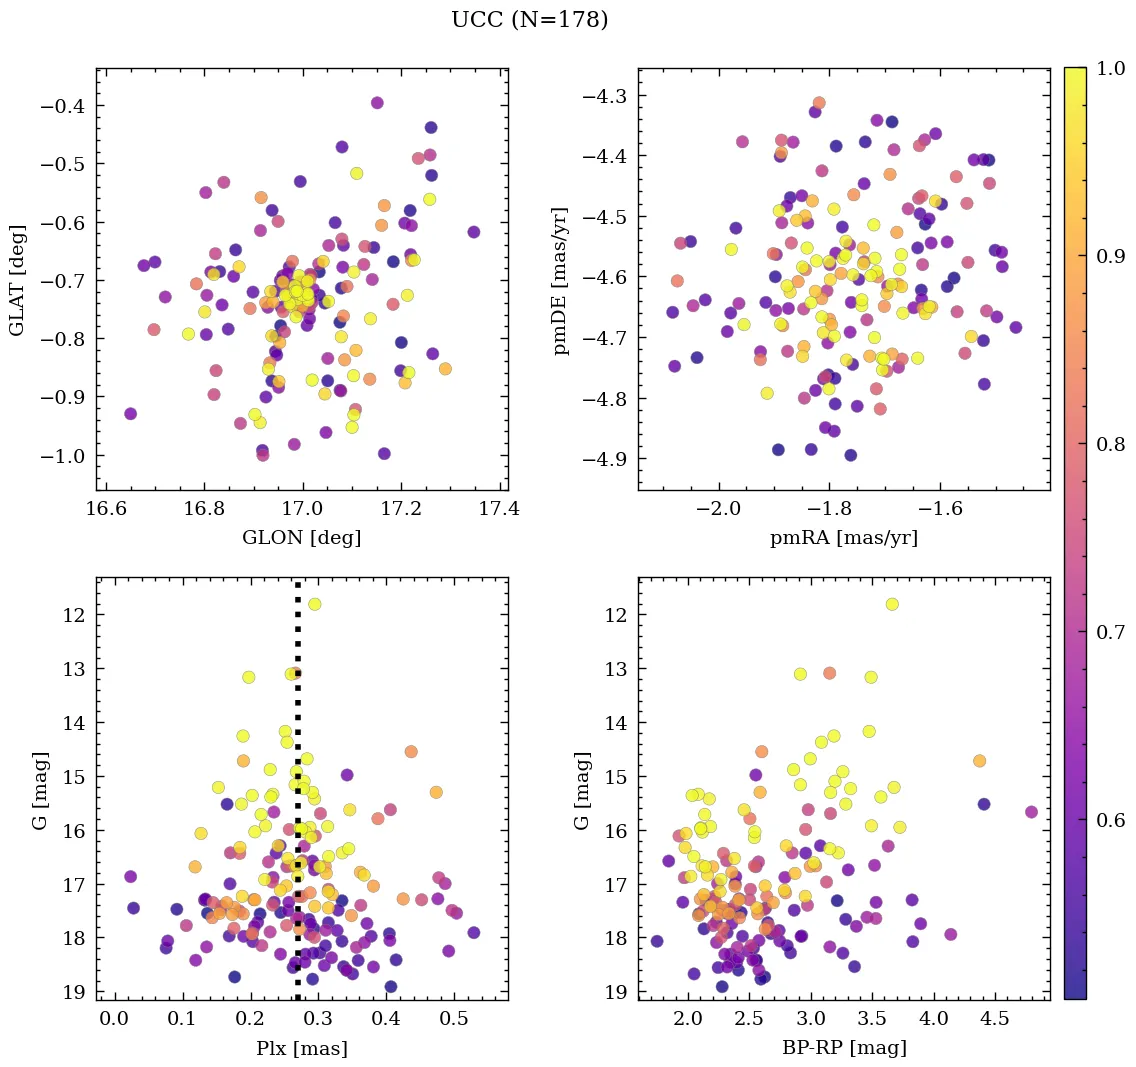 UCC (N=178)
−0.4
−0.5
−0.6
−0.7
−0.8
−0.9
−1.0
GLAT [deg]
16.6 16.8 17.0 17.2 17.4
GLON [deg]
−4.3
−4.4
−4.5
−4.6
−4.7
−4.8
−4.9
pmDE [mas/yr]
−2.0 −1.8 −1.6
pmRA [mas/yr]
12
13
14
15
16
17
18
19
G [mag]
0.0 0.1 0.2 0.3 0.4 0.5
Plx [mas]
12
13
14
15
16
17
18
19
G [mag]
2.0 2.5 3.0 3.5 4.0 4.5
BP-RP [mag]
1.0
0.9
0.8
0.7
0.6